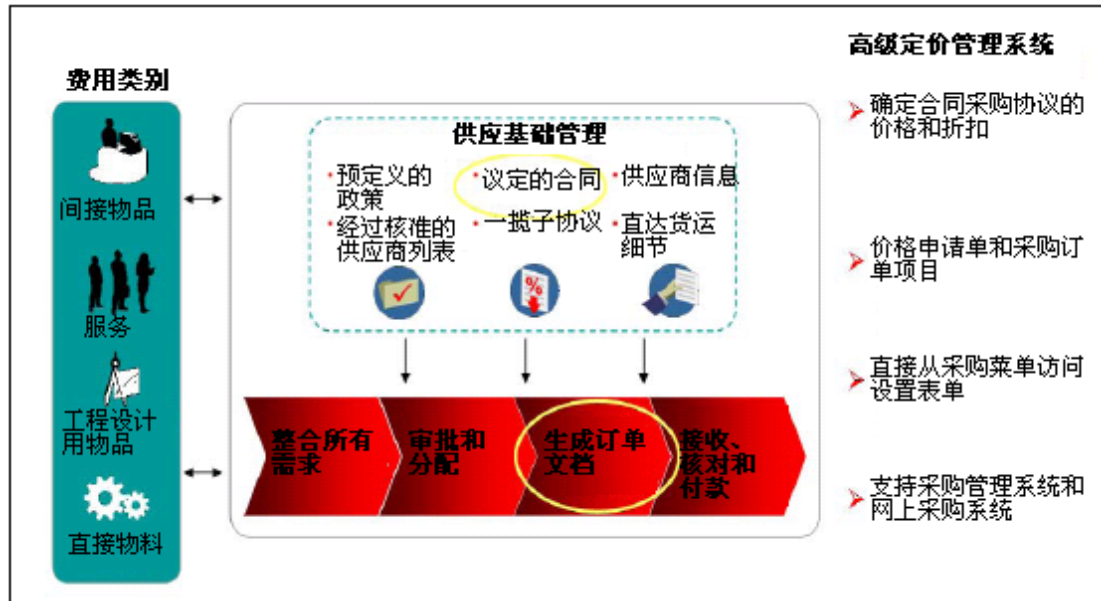 费用类别
间接物品
服务
工程设计
用物品
直接物料
供应基础管理
·预定义的
政策
·经过核准的
供应商列表
·议定的合同
·一揽子协议
·供应商信息
·直达货运
细节
%
整合所有
需求
审批和
分配
生成订单
文档
接收、
核对和
付款
高级定价管理系统
确定合同采购协议的
价格和折扣
价格申请单和采购订
单项目
直接从采购菜单访问
设置表单
支持采购管理系统和
网上采购系统